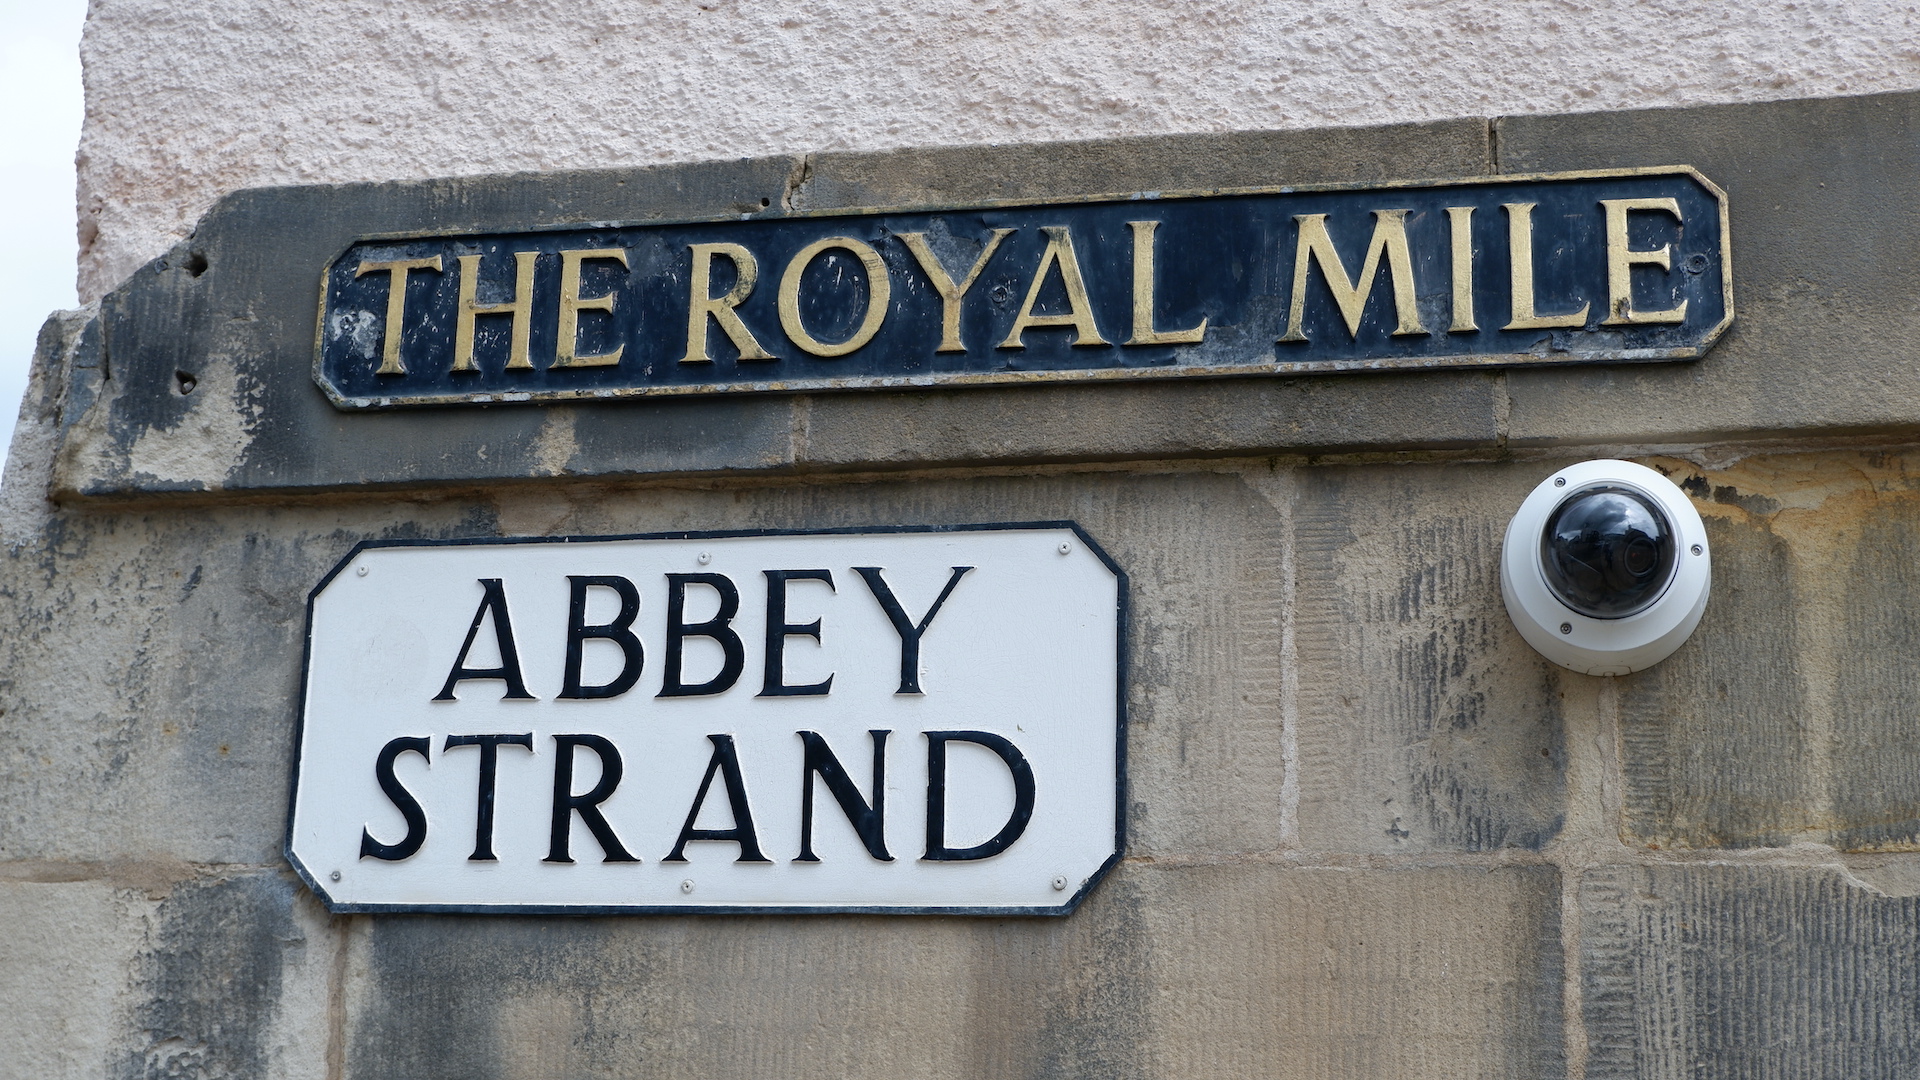 THE ROYAL MILE
ABBEY
STRAND